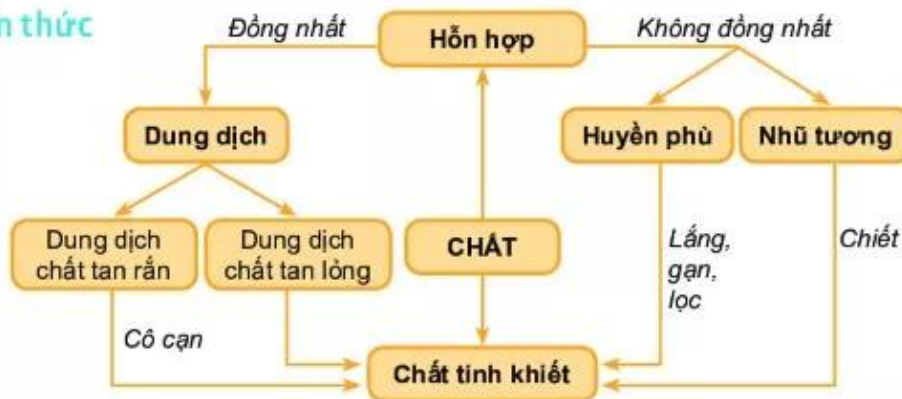 n thức
Đồng nhất
Hỗn hợp
Không đồng nhất
Dung dịch
Huyền phù
Nhũ tương
Dung dịch
chất tan rắn
Dung dịch
chất tan lỏng
CHẤT
Lắng,
gạn,
lọc
Chiết
Cô cạn
Chất tinh khiết